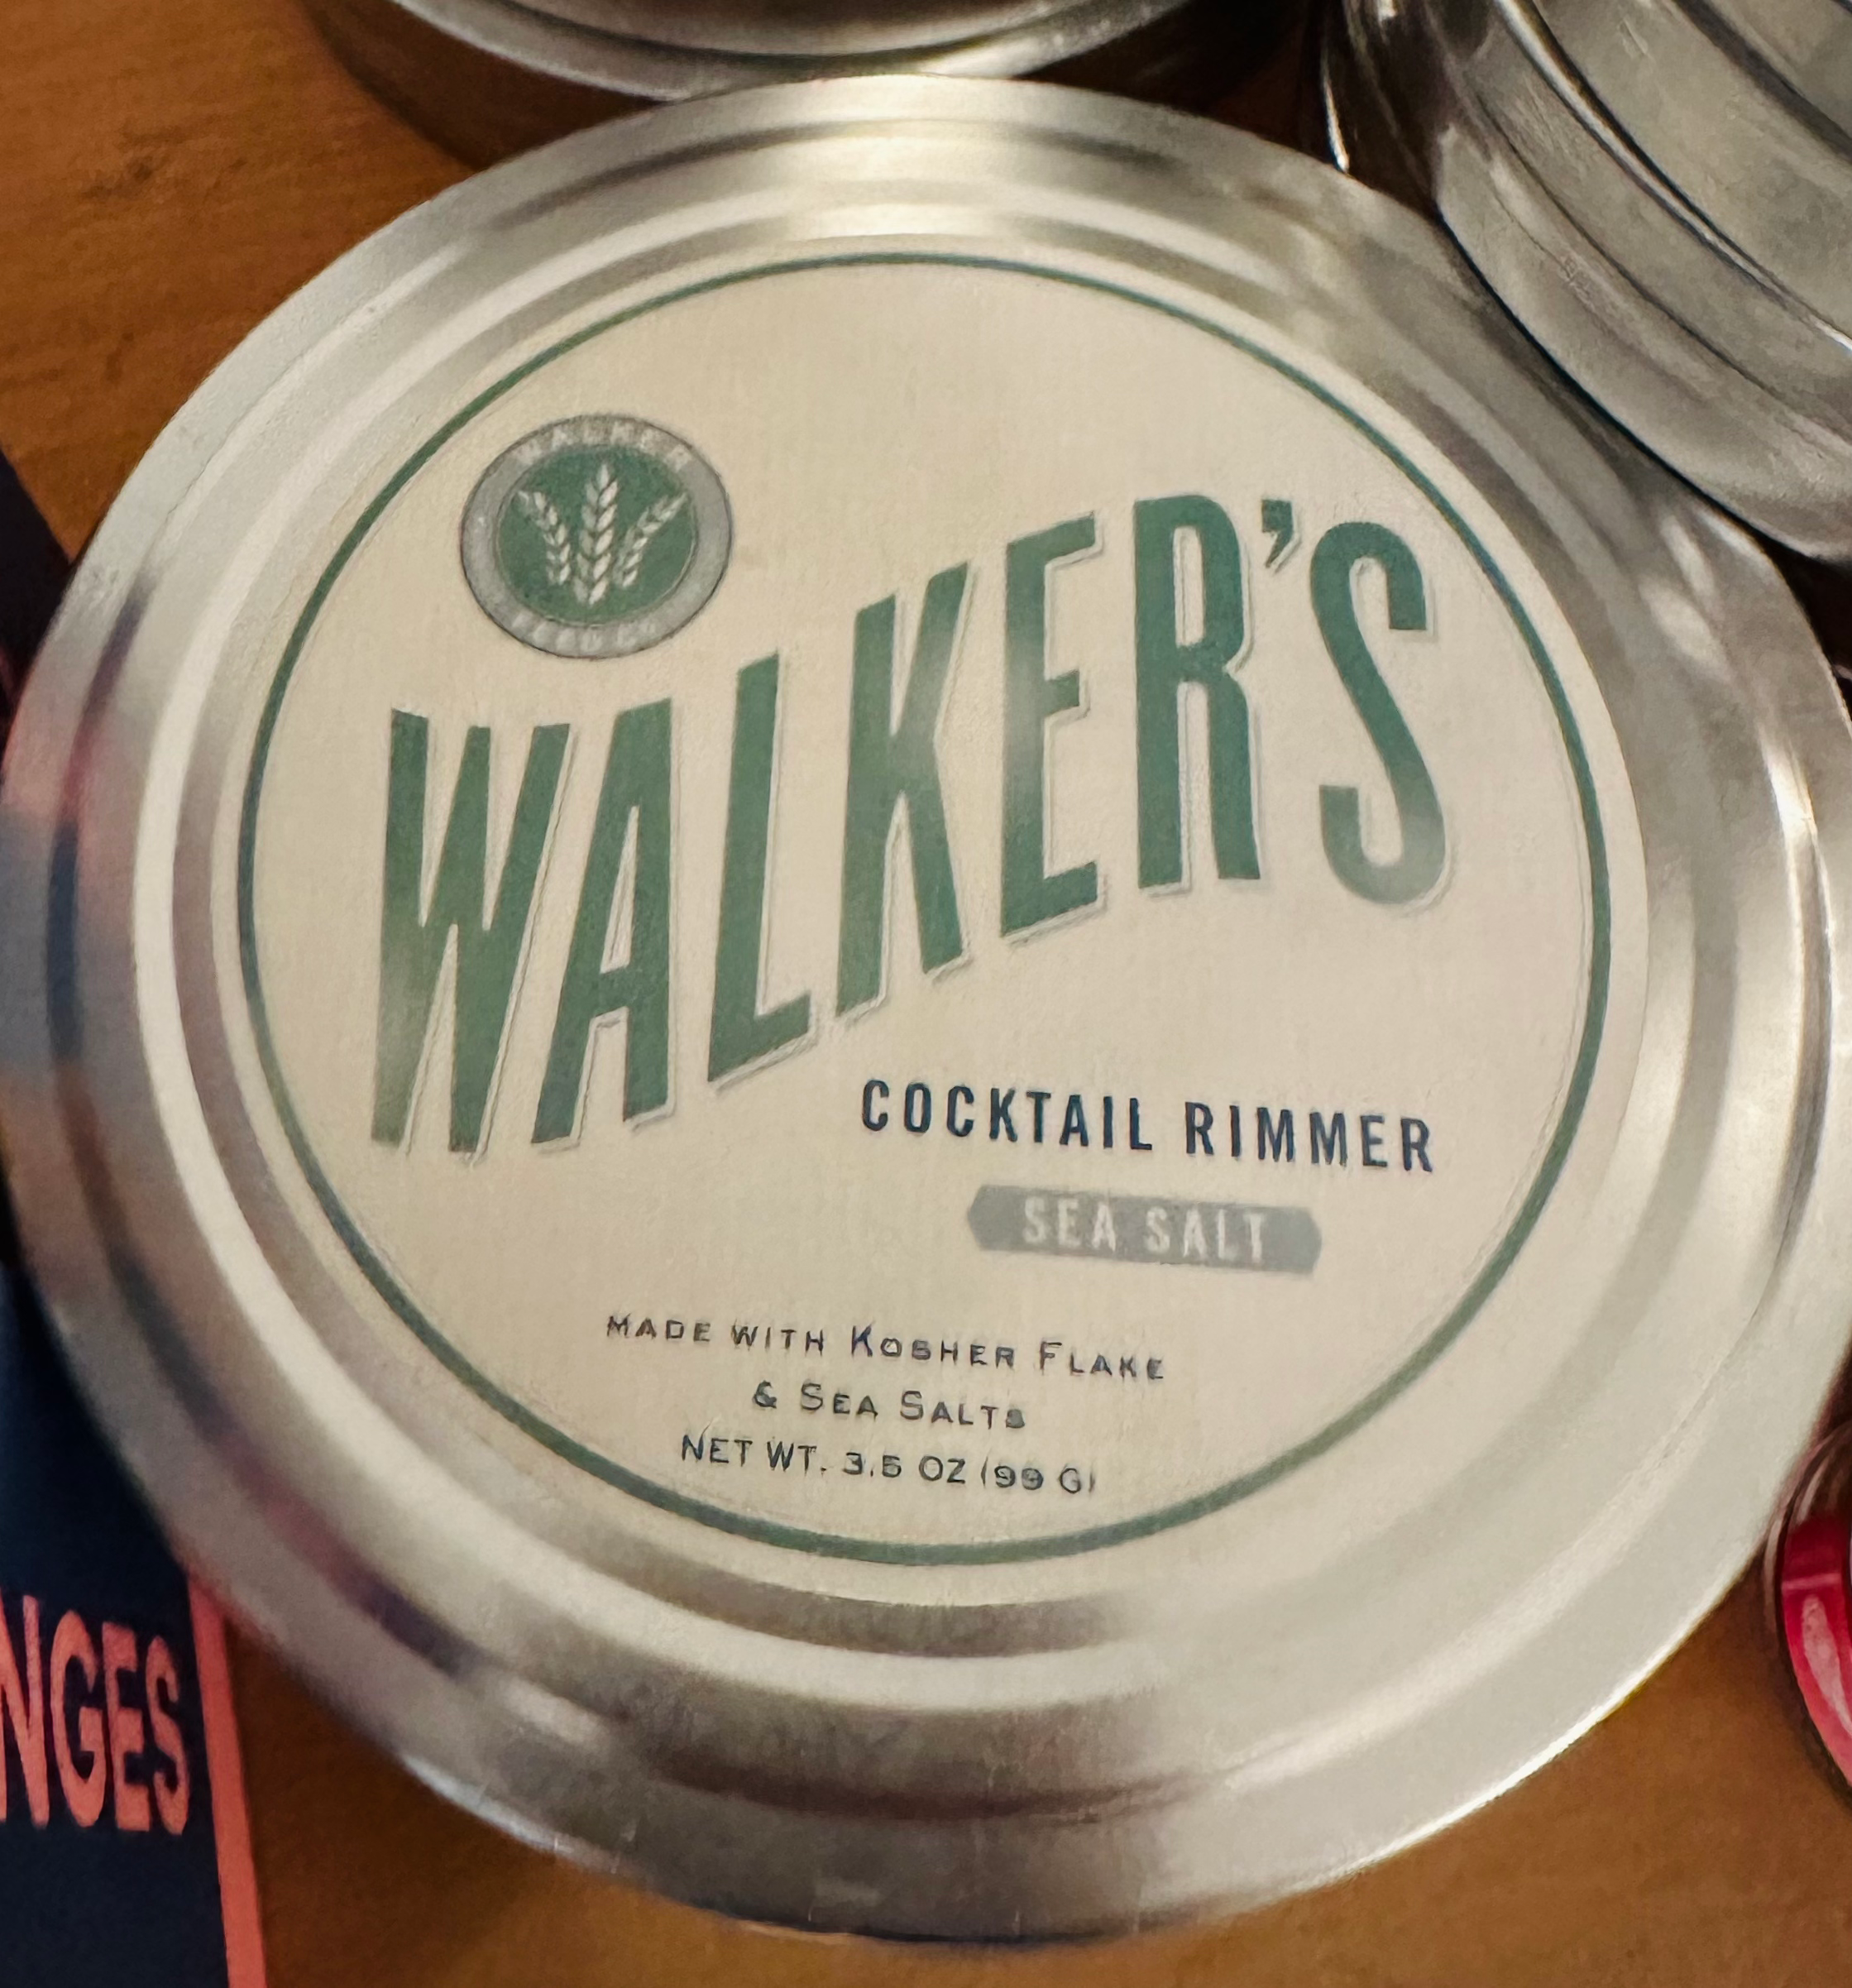 WALKER'S
COCKTAIL RIMMER
SEA SALT
MADE WITH KOSHER FLAKE
& SEA SALTS
NET WT. 3.5 OZ (99 G)
NGES